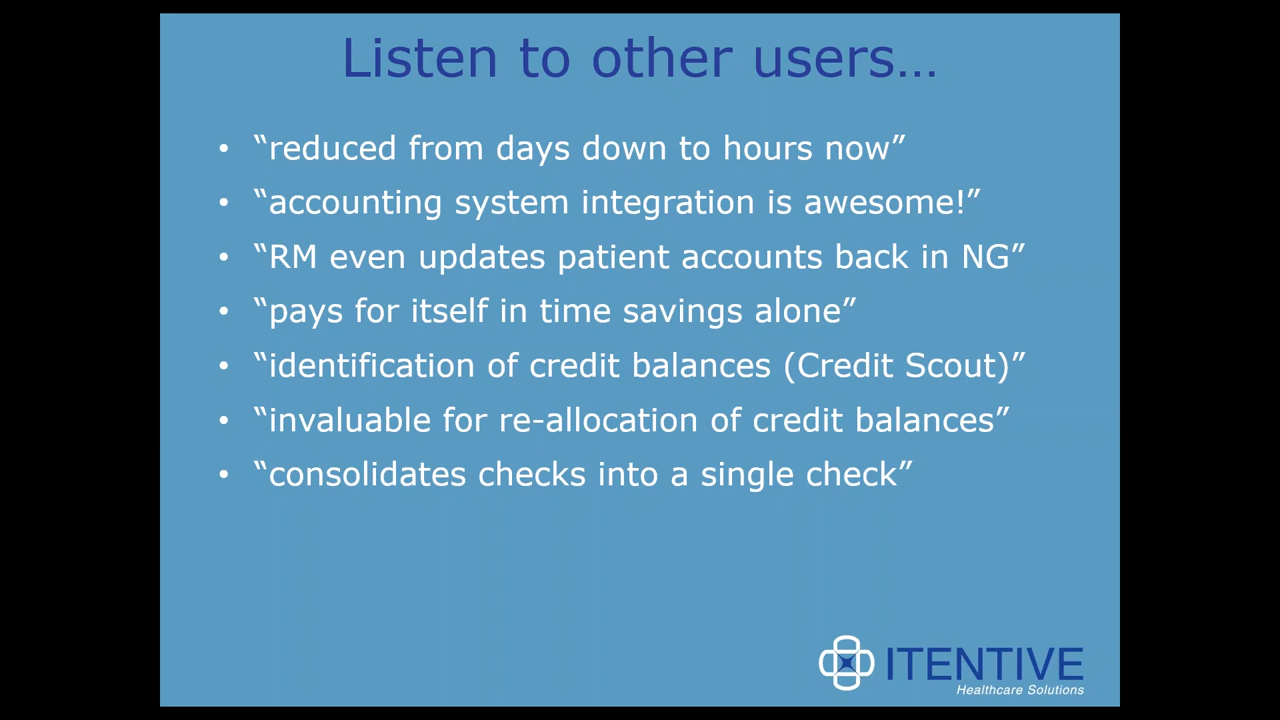 Listen to other users…
• “reduced from days down to hours now”
• “accounting system integration is awesome!”
• “RM even updates patient accounts back in NG”
• “pays for itself in time savings alone”
• “identification of credit balances (Credit Scout)”
• “invaluable for re-allocation of credit balances”
• “consolidates checks into a single check”
ITENTIVE
Healthcare Solutions